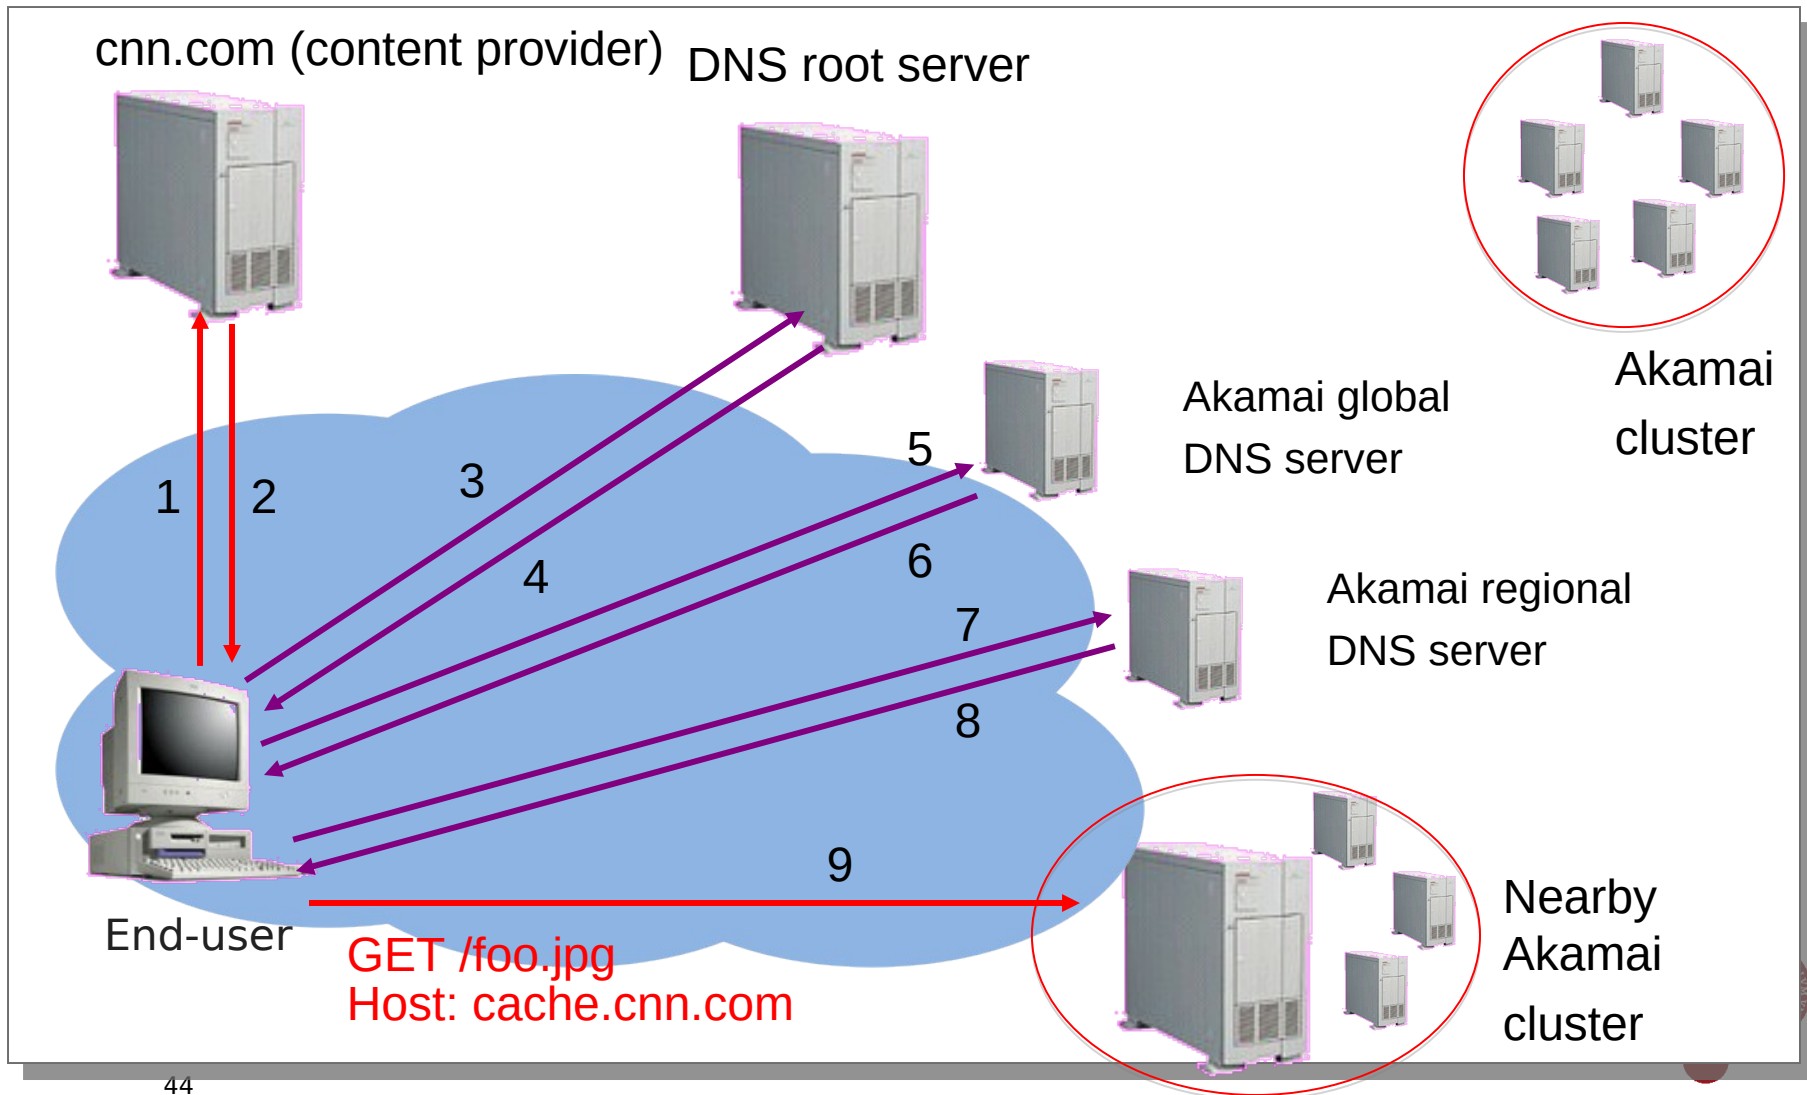 cnn.com (content provider)
DNS root server
Akamai
cluster
Akamai global
DNS server
5
3
1
2
6
4
Akamai regional
DNS server
7
8
9
Nearby
Akamai
cluster
End-user
GET /foo.jpg
Host: cache.cnn.com
44